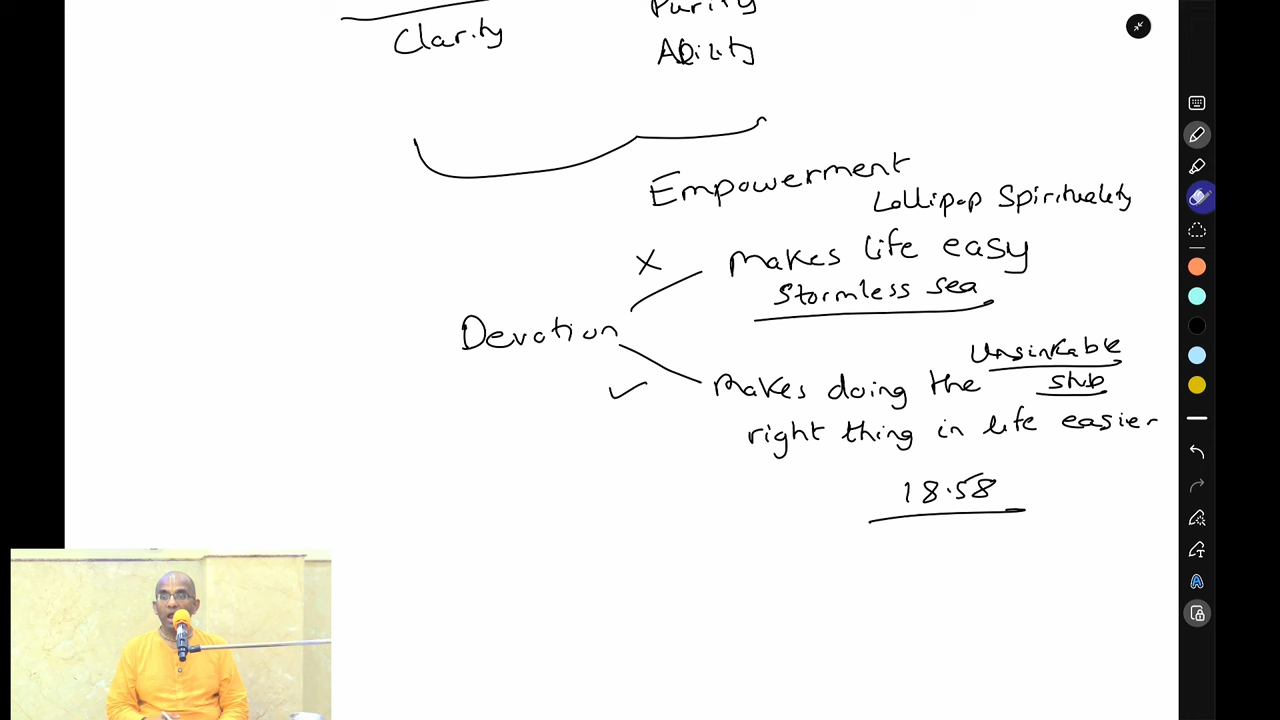 Purity
Clarity
Ability
Empowerment
Lollipop Spirituality
X
Makes life easy
Stormless sea
Devotion
Unsinkable
ship
✓
Makes doing the
right thing in life easier
18.58